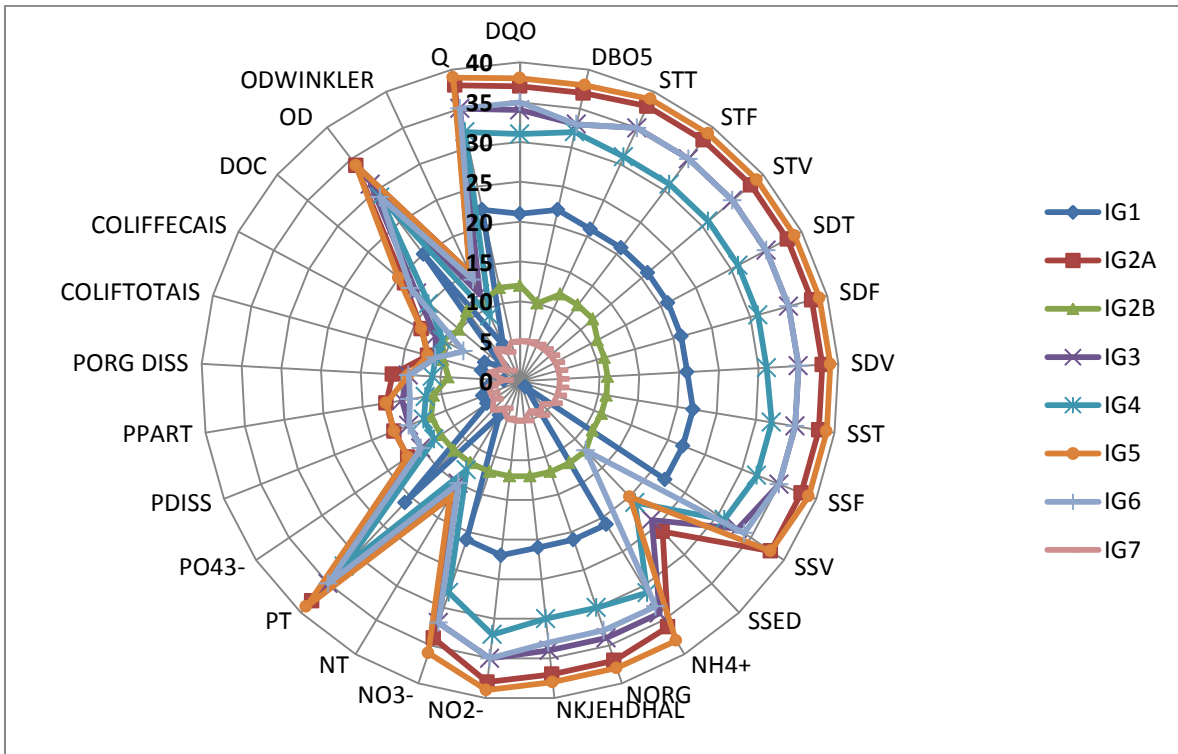 DQO
DBO5
STT
STF
STV
SDT
SDF
SDV
SST
SSF
SSV
SSED
NH4+
NORG
NKJEHDHAL
NO2-
NO3-
NT
PT
PO43-
PDISS
PPART
PORG DISS
COLIFTOTAIS
COLIFFECAIS
DOC
OD
ODWINKLER
Q
40
35
30
25
20
15
10
5
0
IG1
IG2A
IG2B
IG3
IG4
IG5
IG6
IG7